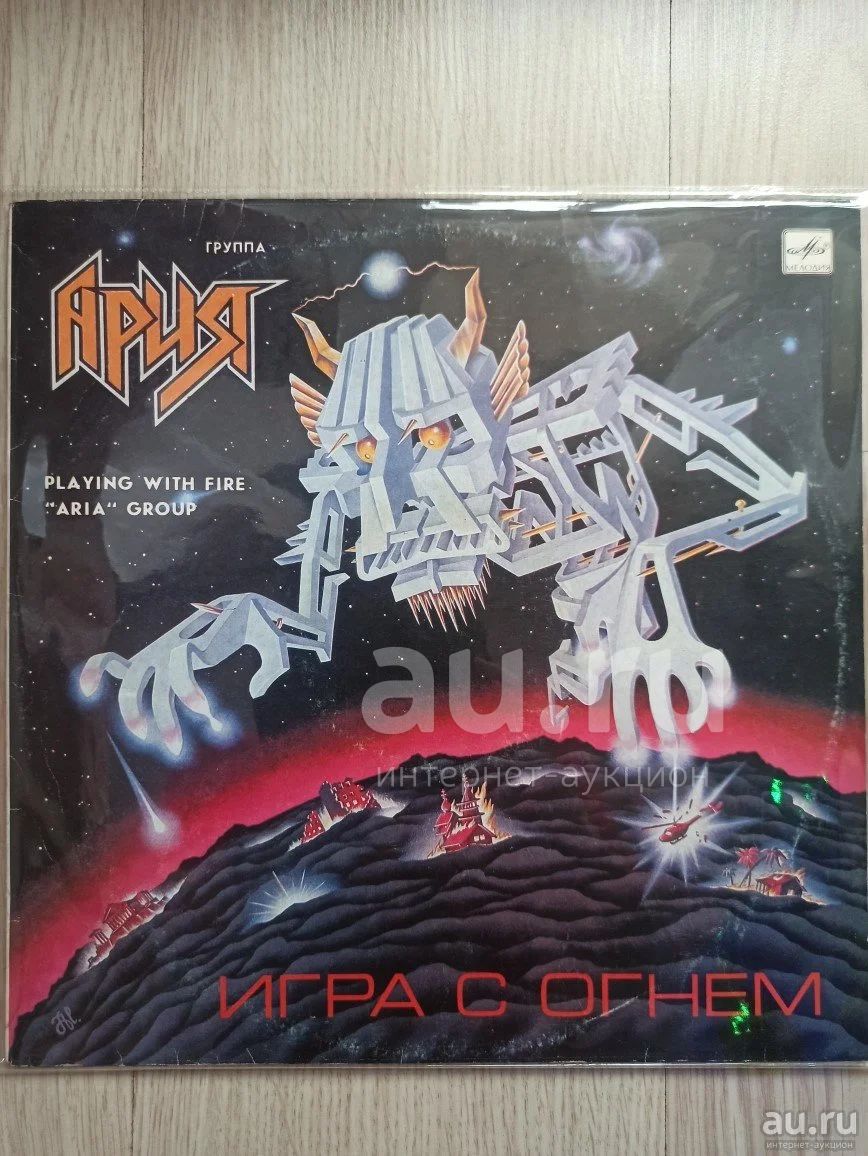 ГРУППА
АРИЯ
МЕЛОДИЯ
PLAYING WITH FIRE
"ARIA" GROUP
au.ru
интернет-аукцион
ИГРА С ОГНЕМ
au.ru
интернет-аукцион